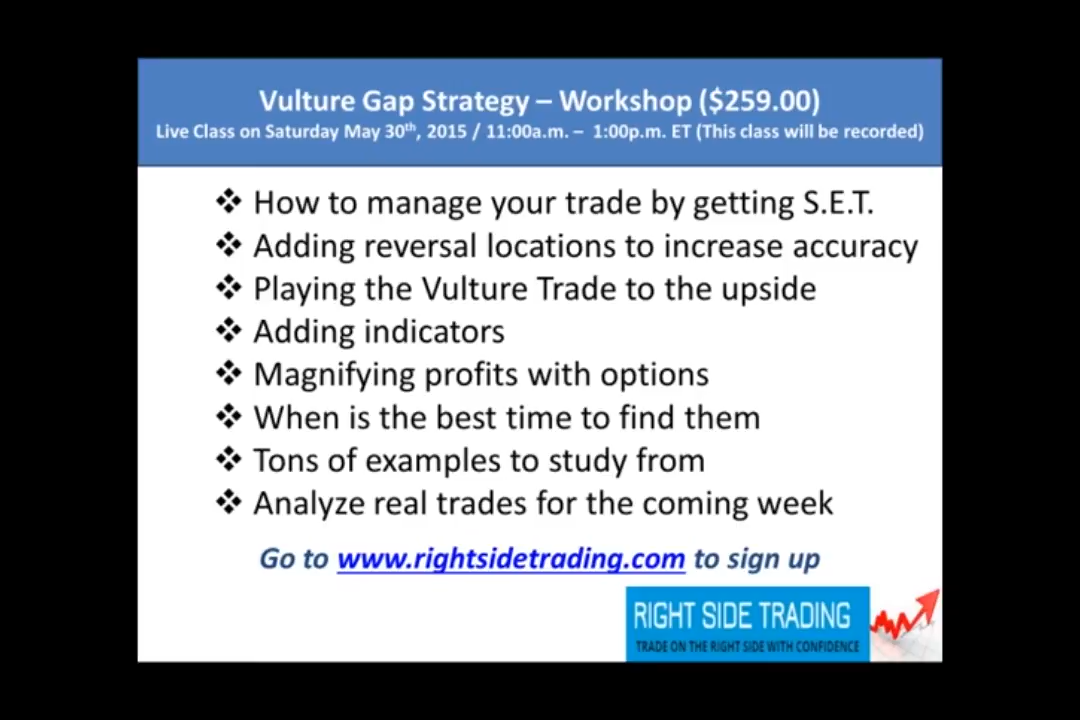 Vulture Gap Strategy – Workshop ($259.00)
Live Class on Saturday May 30th, 2015 / 11:00a.m. – 1:00p.m. ET (This class will be recorded)
❖ How to manage your trade by getting S.E.T.
❖ Adding reversal locations to increase accuracy
❖ Playing the Vulture Trade to the upside
❖ Adding indicators
❖ Magnifying profits with options
❖ When is the best time to find them
❖ Tons of examples to study from
❖ Analyze real trades for the coming week
Go to www.rightsidetrading.com to sign up
RIGHT SIDE TRADING
TRADE ON THE RIGHT SIDE WITH CONFIDENCE